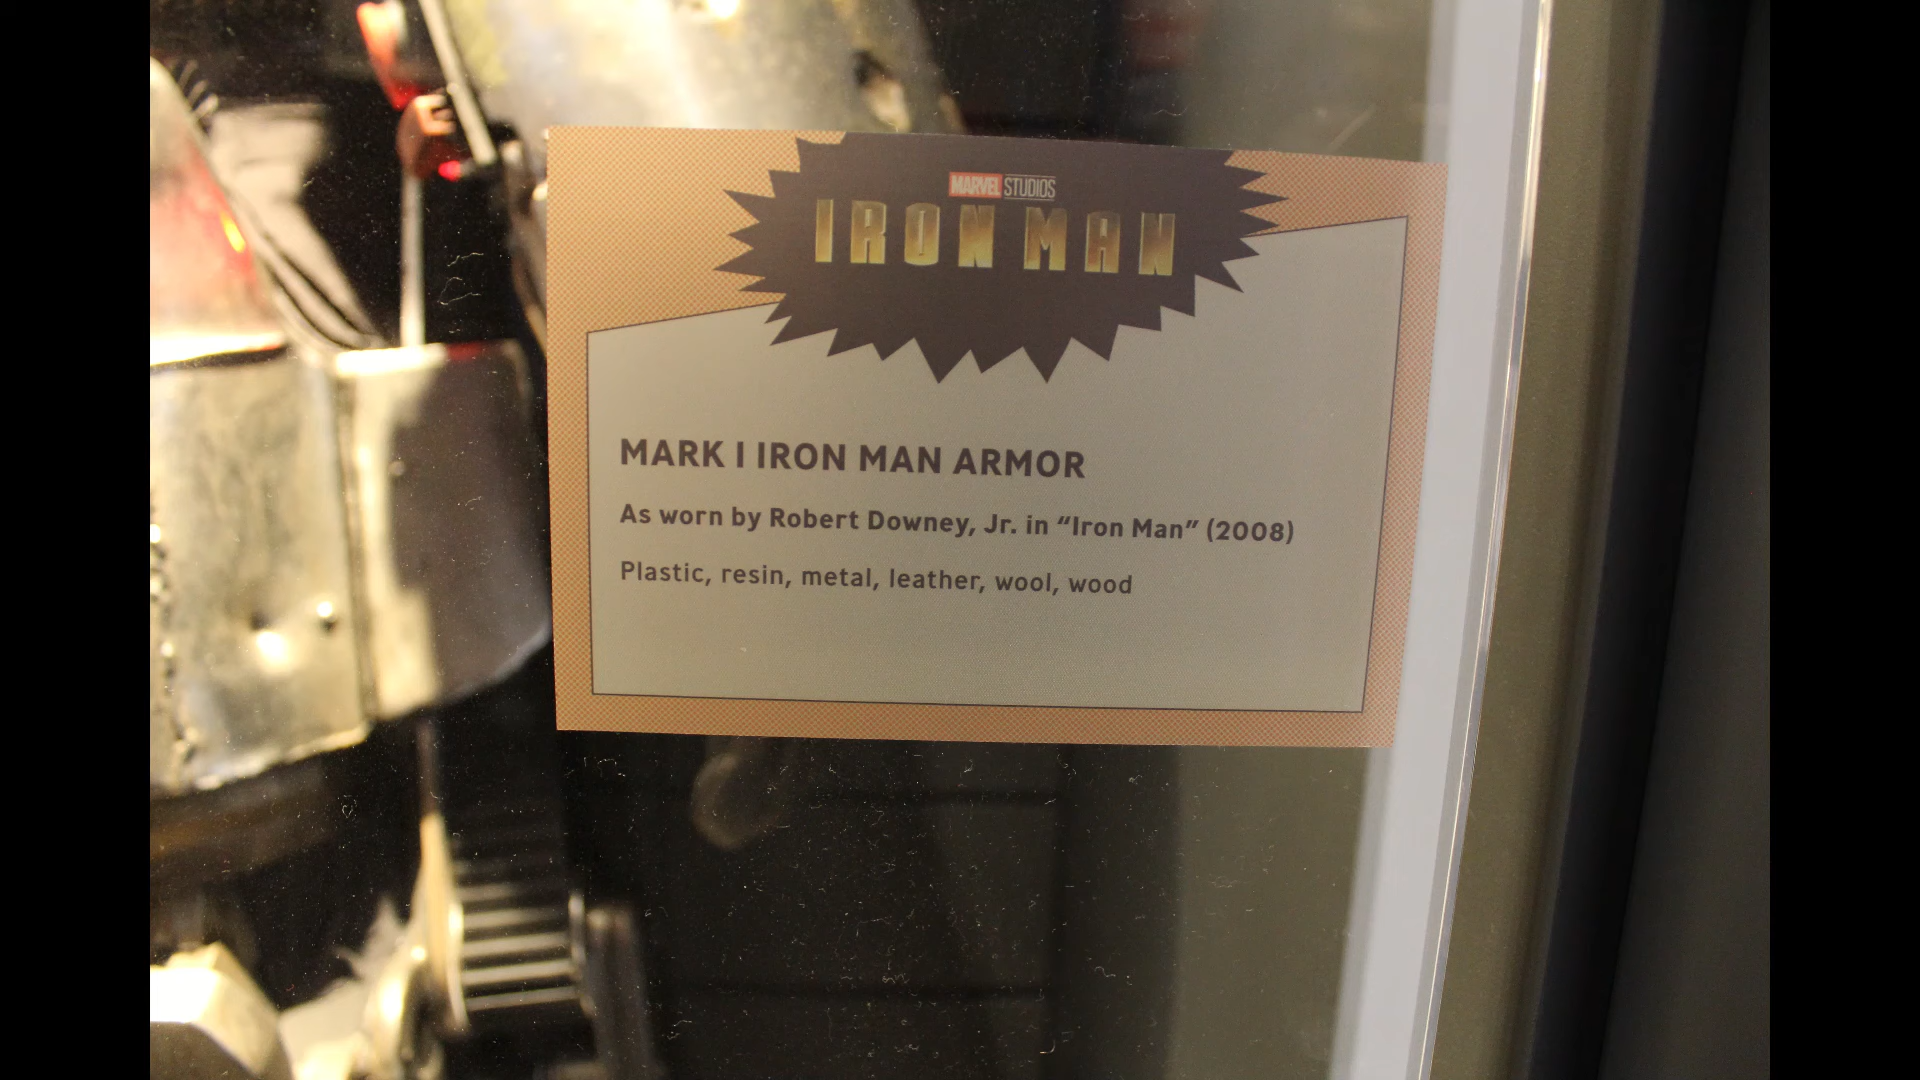 MARVEL STUDIOS
IRON MAN
MARK I IRON MAN ARMOR
As worn by Robert Downey, Jr. in “Iron Man” (2008)
Plastic, resin, metal, leather, wool, wood